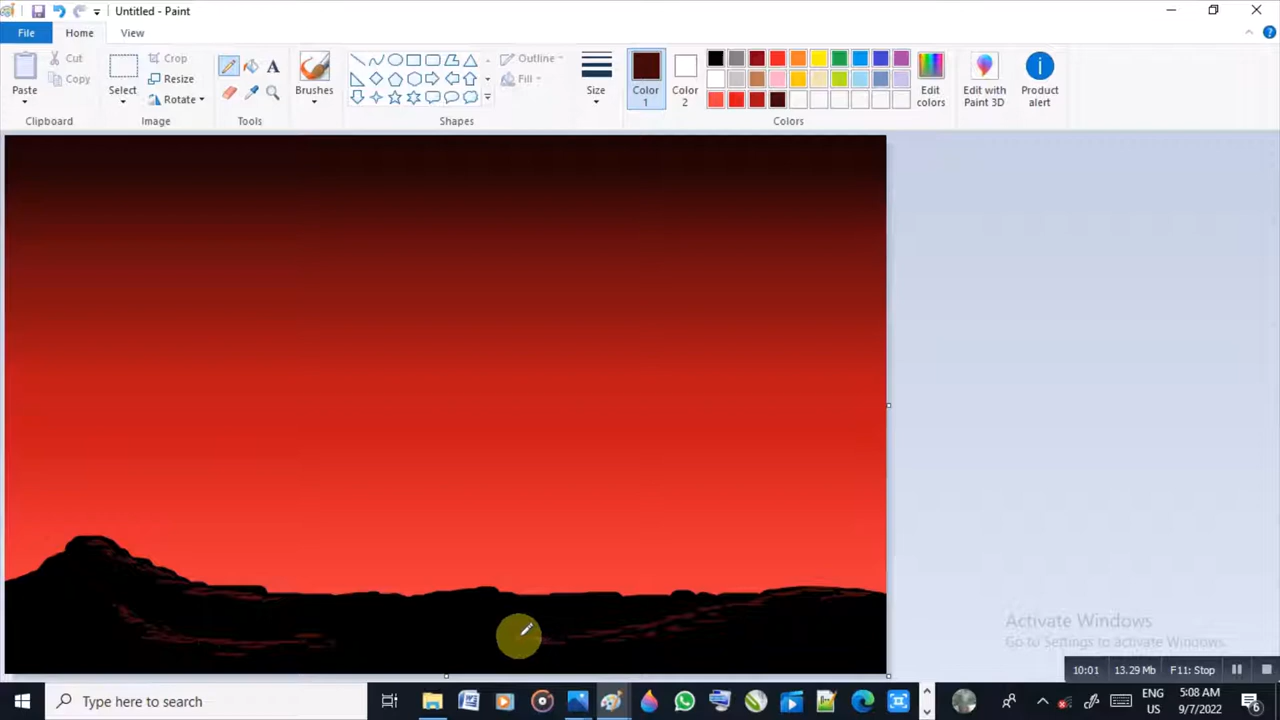 Untitled - Paint
File
Home
View
Paste
Cut
Copy
Clipboard
Select
Crop
Resize
Rotate
Image
A
Tools
Brushes
Outline
Fill
Shapes
Size
Color 1
Color 2
Colors
Edit colors
Edit with Paint 3D
Product alert
Activate Windows
Go to Settings to activate Windows.
10:01
13.29 Mb
F11: Stop
Type here to search
ENG
US
5:08 AM
9/7/2022
6